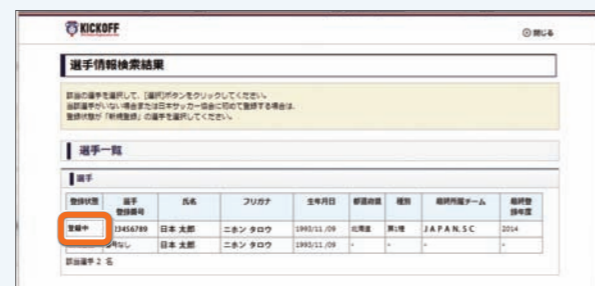 KICKOFF
閉じる
選手情報検索結果
該当の選手を選択して、[選択]ボタンをクリックしてください。
当該選手がいない場合または日本サッカー協会に初めて登録する場合は、
登録状態が「新規登録」の選手を選択してください。
選手一覧
選手
登録状態 選手登録番号 氏名 フリガナ 生年月日 都道府県 種別 最終所属チーム 最終登録年度
登録中 23456789 日本 太郎 ニホン タロウ 1993/11/09 北海道 第1種 JAPAN.SC 2014
番号なし 日本 太郎 ニホン タロウ 1993/11/09 - - - -
該当選手 2 名